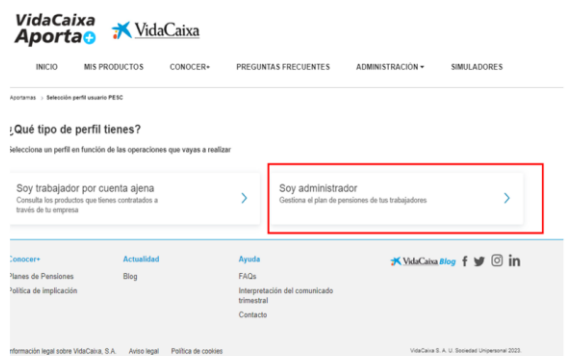 VidaCaixa
Aporta+
VidaCaixa
INICIO MIS PRODUCTOS CONOCER+ PREGUNTAS FRECUENTES ADMINISTRACIÓN SIMULADORES
Aportamas > Selección perfil usuario PESC
¿Qué tipo de perfil tienes?
Selecciona un perfil en función de las operaciones que vayas a realizar
Soy trabajador por cuenta ajena
Consulta los productos que tienes contratados a
través de tu empresa
Soy administrador
Gestiona el plan de pensiones de tus trabajadores
Conocer+ Actualidad Ayuda VidaCaixa Blog
Planes de Pensiones Blog FAQs
Política de implicación Interpretación del comunicado
trimestral
Contacto
Información legal sobre VidaCaixa, S.A. Aviso legal Política de cookies VidaCaixa S. A. U. Sociedad Unipersonal 2023.